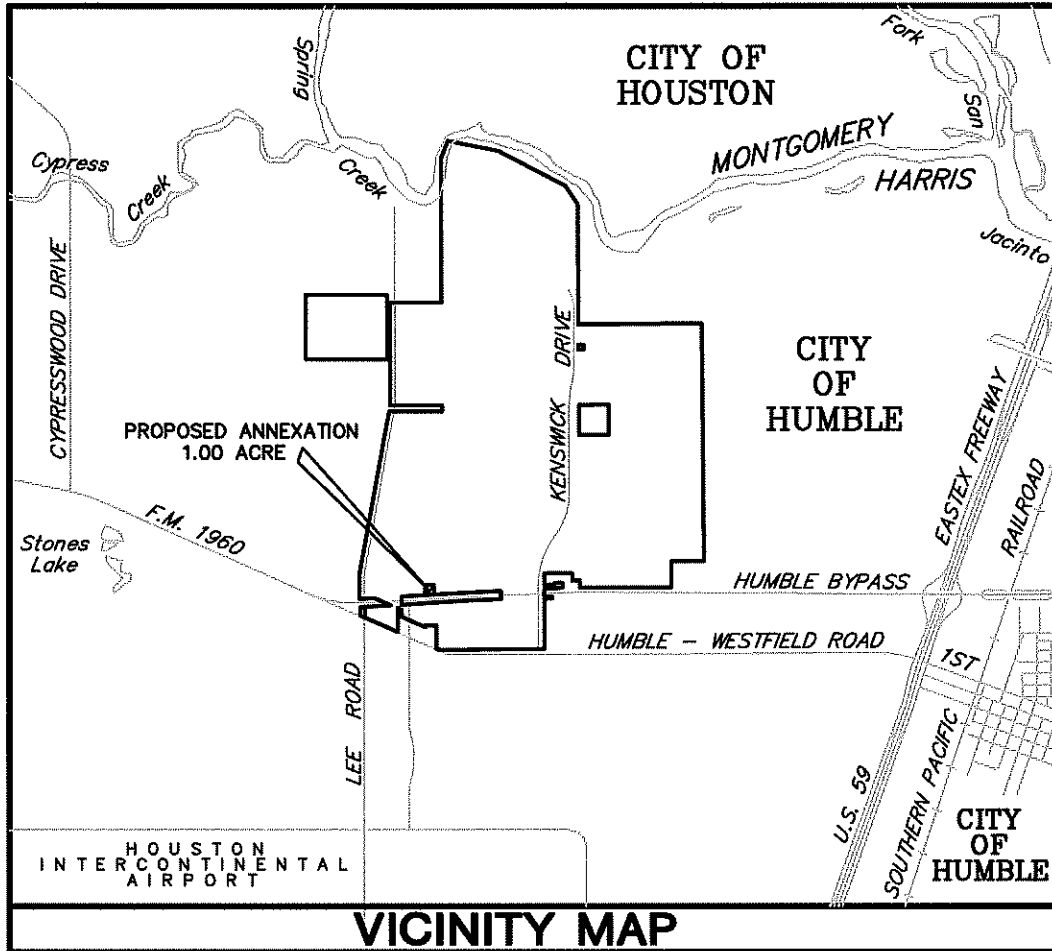 CITY OF
HOUSTON
Fork
San
Jacinto
Spring
Creek
Cypress
Creek
MONTGOMERY
HARRIS
CYPRESSWOOD DRIVE
KENSWICK DRIVE
CITY
OF
HUMBLE
PROPOSED ANNEXATION
1.00 ACRE
F.M. 1960
Stones
Lake
EASTEX FREEWAY
RAILROAD
HUMBLE BYPASS
HUMBLE - WESTFIELD ROAD
1ST
LEE ROAD
U.S. 59
SOUTHERN PACIFIC
HOUSTON
INTERCONTINENTAL
AIRPORT
CITY
OF
HUMBLE
VICINITY MAP